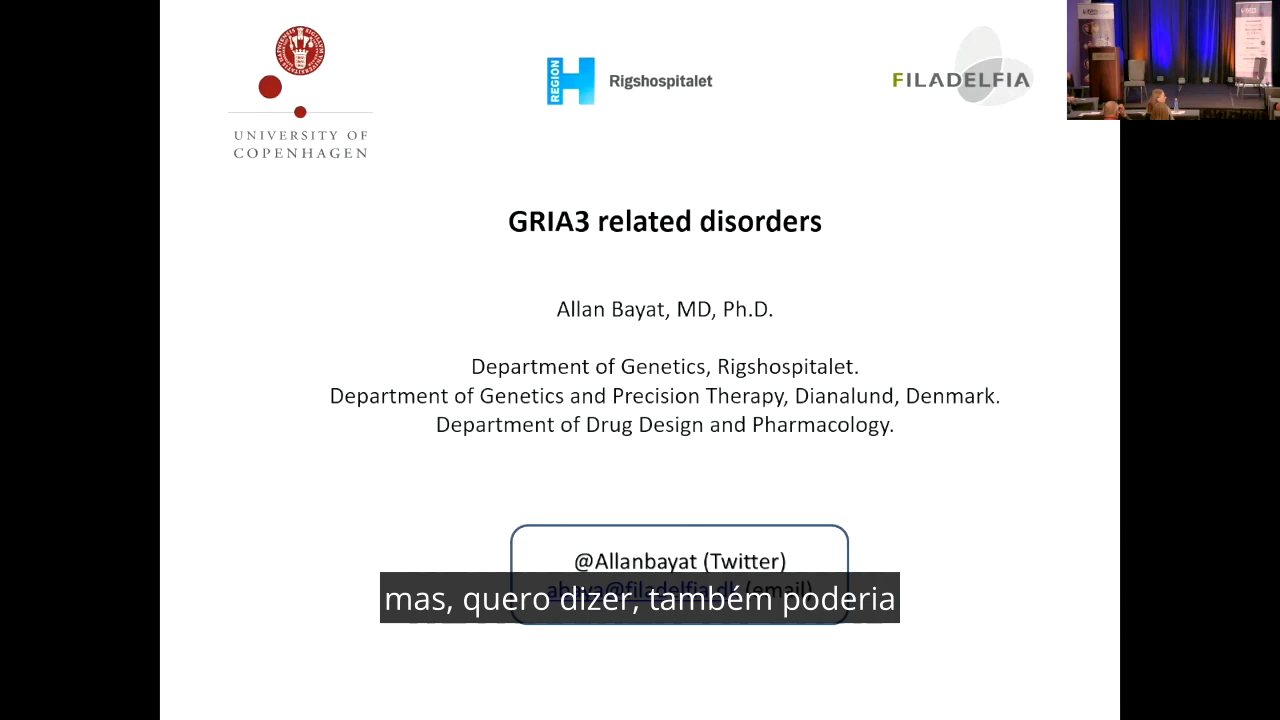 UNIVERSITY OF
COPENHAGEN
REGION
H
Rigshospitalet
FILADELFIA
GRIA3 related disorders
Allan Bayat, MD, Ph.D.
Department of Genetics, Rigshospitalet.
Department of Genetics and Precision Therapy, Dianalund, Denmark.
Department of Drug Design and Pharmacology.
@Allanbayat (Twitter)
(email)
mas, quero dizer, também poderia